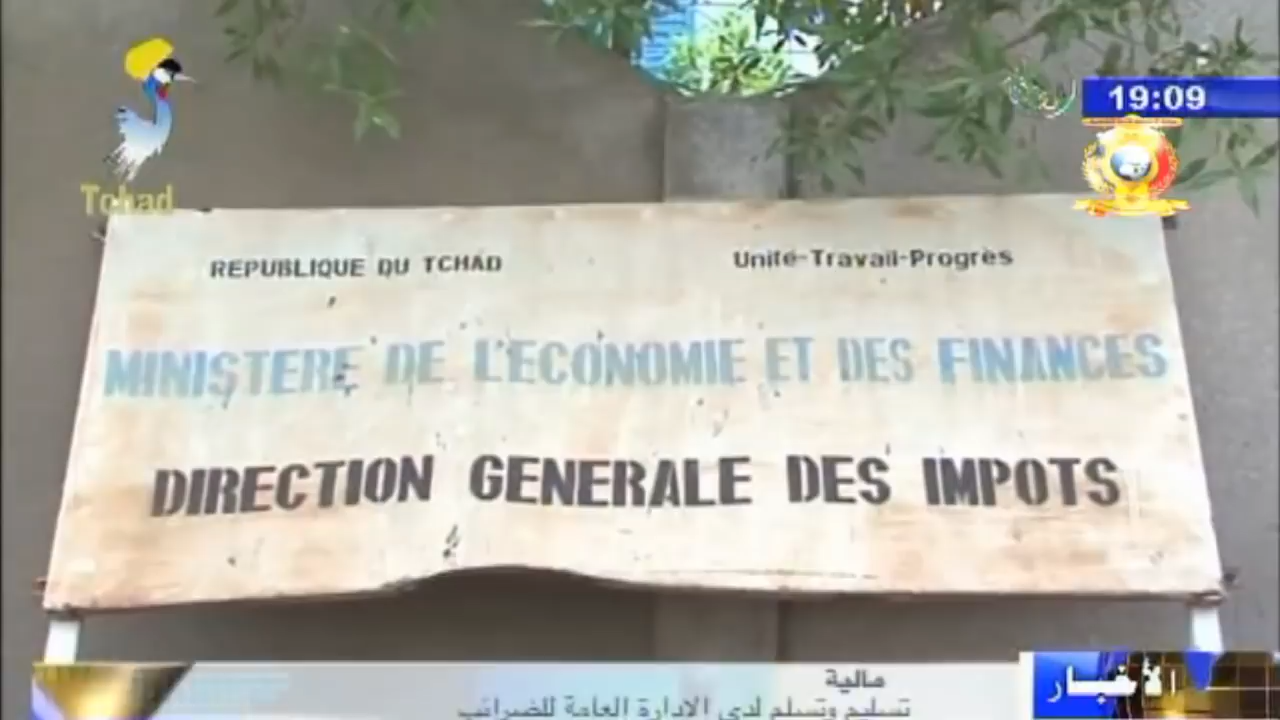 19:09
Tchad
REPUBLIQUE DU TCHAD
Unité-Travail-Progrès
MINISTERE DE L'ECONOMIE ET DES FINANCES
DIRECTION GENERALE DES IMPOTS
مالية
تسليم وتسلم لدى الادارة العامة للضرائب
الأخبار